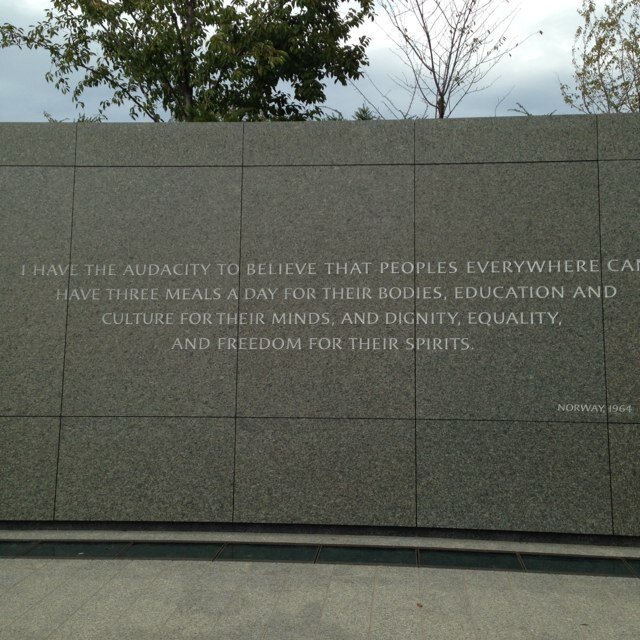 I HAVE THE AUDACITY TO BELIEVE THAT PEOPLES EVERYWHERE CAN
HAVE THREE MEALS A DAY FOR THEIR BODIES, EDUCATION AND
CULTURE FOR THEIR MINDS, AND DIGNITY, EQUALITY,
AND FREEDOM FOR THEIR SPIRITS.
NORWAY, 1964